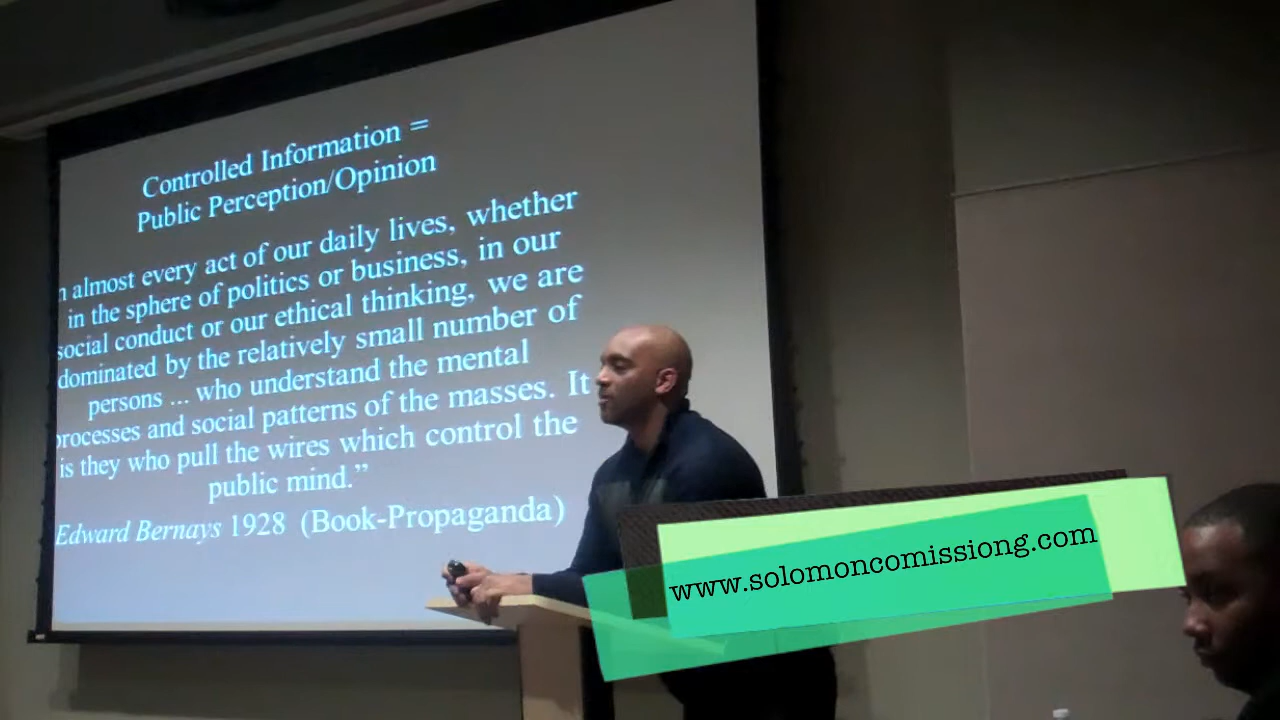 Controlled Information =
Public Perception/Opinion
n almost every act of our daily lives, whether
in the sphere of politics or business, in our
social conduct or our ethical thinking, we are
dominated by the relatively small number of
persons ... who understand the mental
processes and social patterns of the masses. It
is they who pull the wires which control the
public mind.”
Edward Bernays 1928 (Book-Propaganda)
www.solomoncomissiong.com